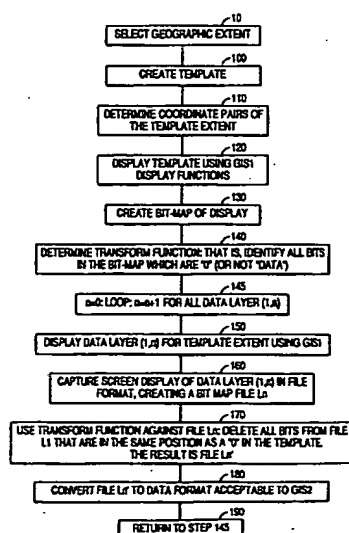 10
SELECT GEOGRAPHIC EXTENT
100
CREATE TEMPLATE
110
DETERMINE COORDINATE PAIRS OF
THE TEMPLATE EXTENT
120
DISPLAY TEMPLATE USING GIS1
DISPLAY FUNCTIONS
130
CREATE BIT-MAP OF DISPLAY
140
DETERMINE TRANSFORM FUNCTION: THAT IS, IDENTIFY ALL BITS
IN THE BIT-MAP WHICH ARE "0" (OR NOT "DATA")
145
n=0: LOOP; n=n+1 FOR ALL DATA LAYER (1,n)
150
DISPLAY DATA LAYER (1,n) FOR TEMPLATE EXTENT USING GIS1
160
CAPTURE SCREEN DISPLAY OF DATA LAYER (1,n) IN FILE
FORMAT, CREATING A BIT MAP FILE Ln
170
USE TRANSFORM FUNCTION AGAINST FILE Ln: DELETE ALL BITS FROM FILE
L1 THAT ARE IN THE SAME POSITION AS A "0" IN THE TEMPLATE.
THE RESULT IS FILE Ln'
180
CONVERT FILE Ln' TO DATA FORMAT ACCEPTABLE TO GIS2
190
RETURN TO STEP 145